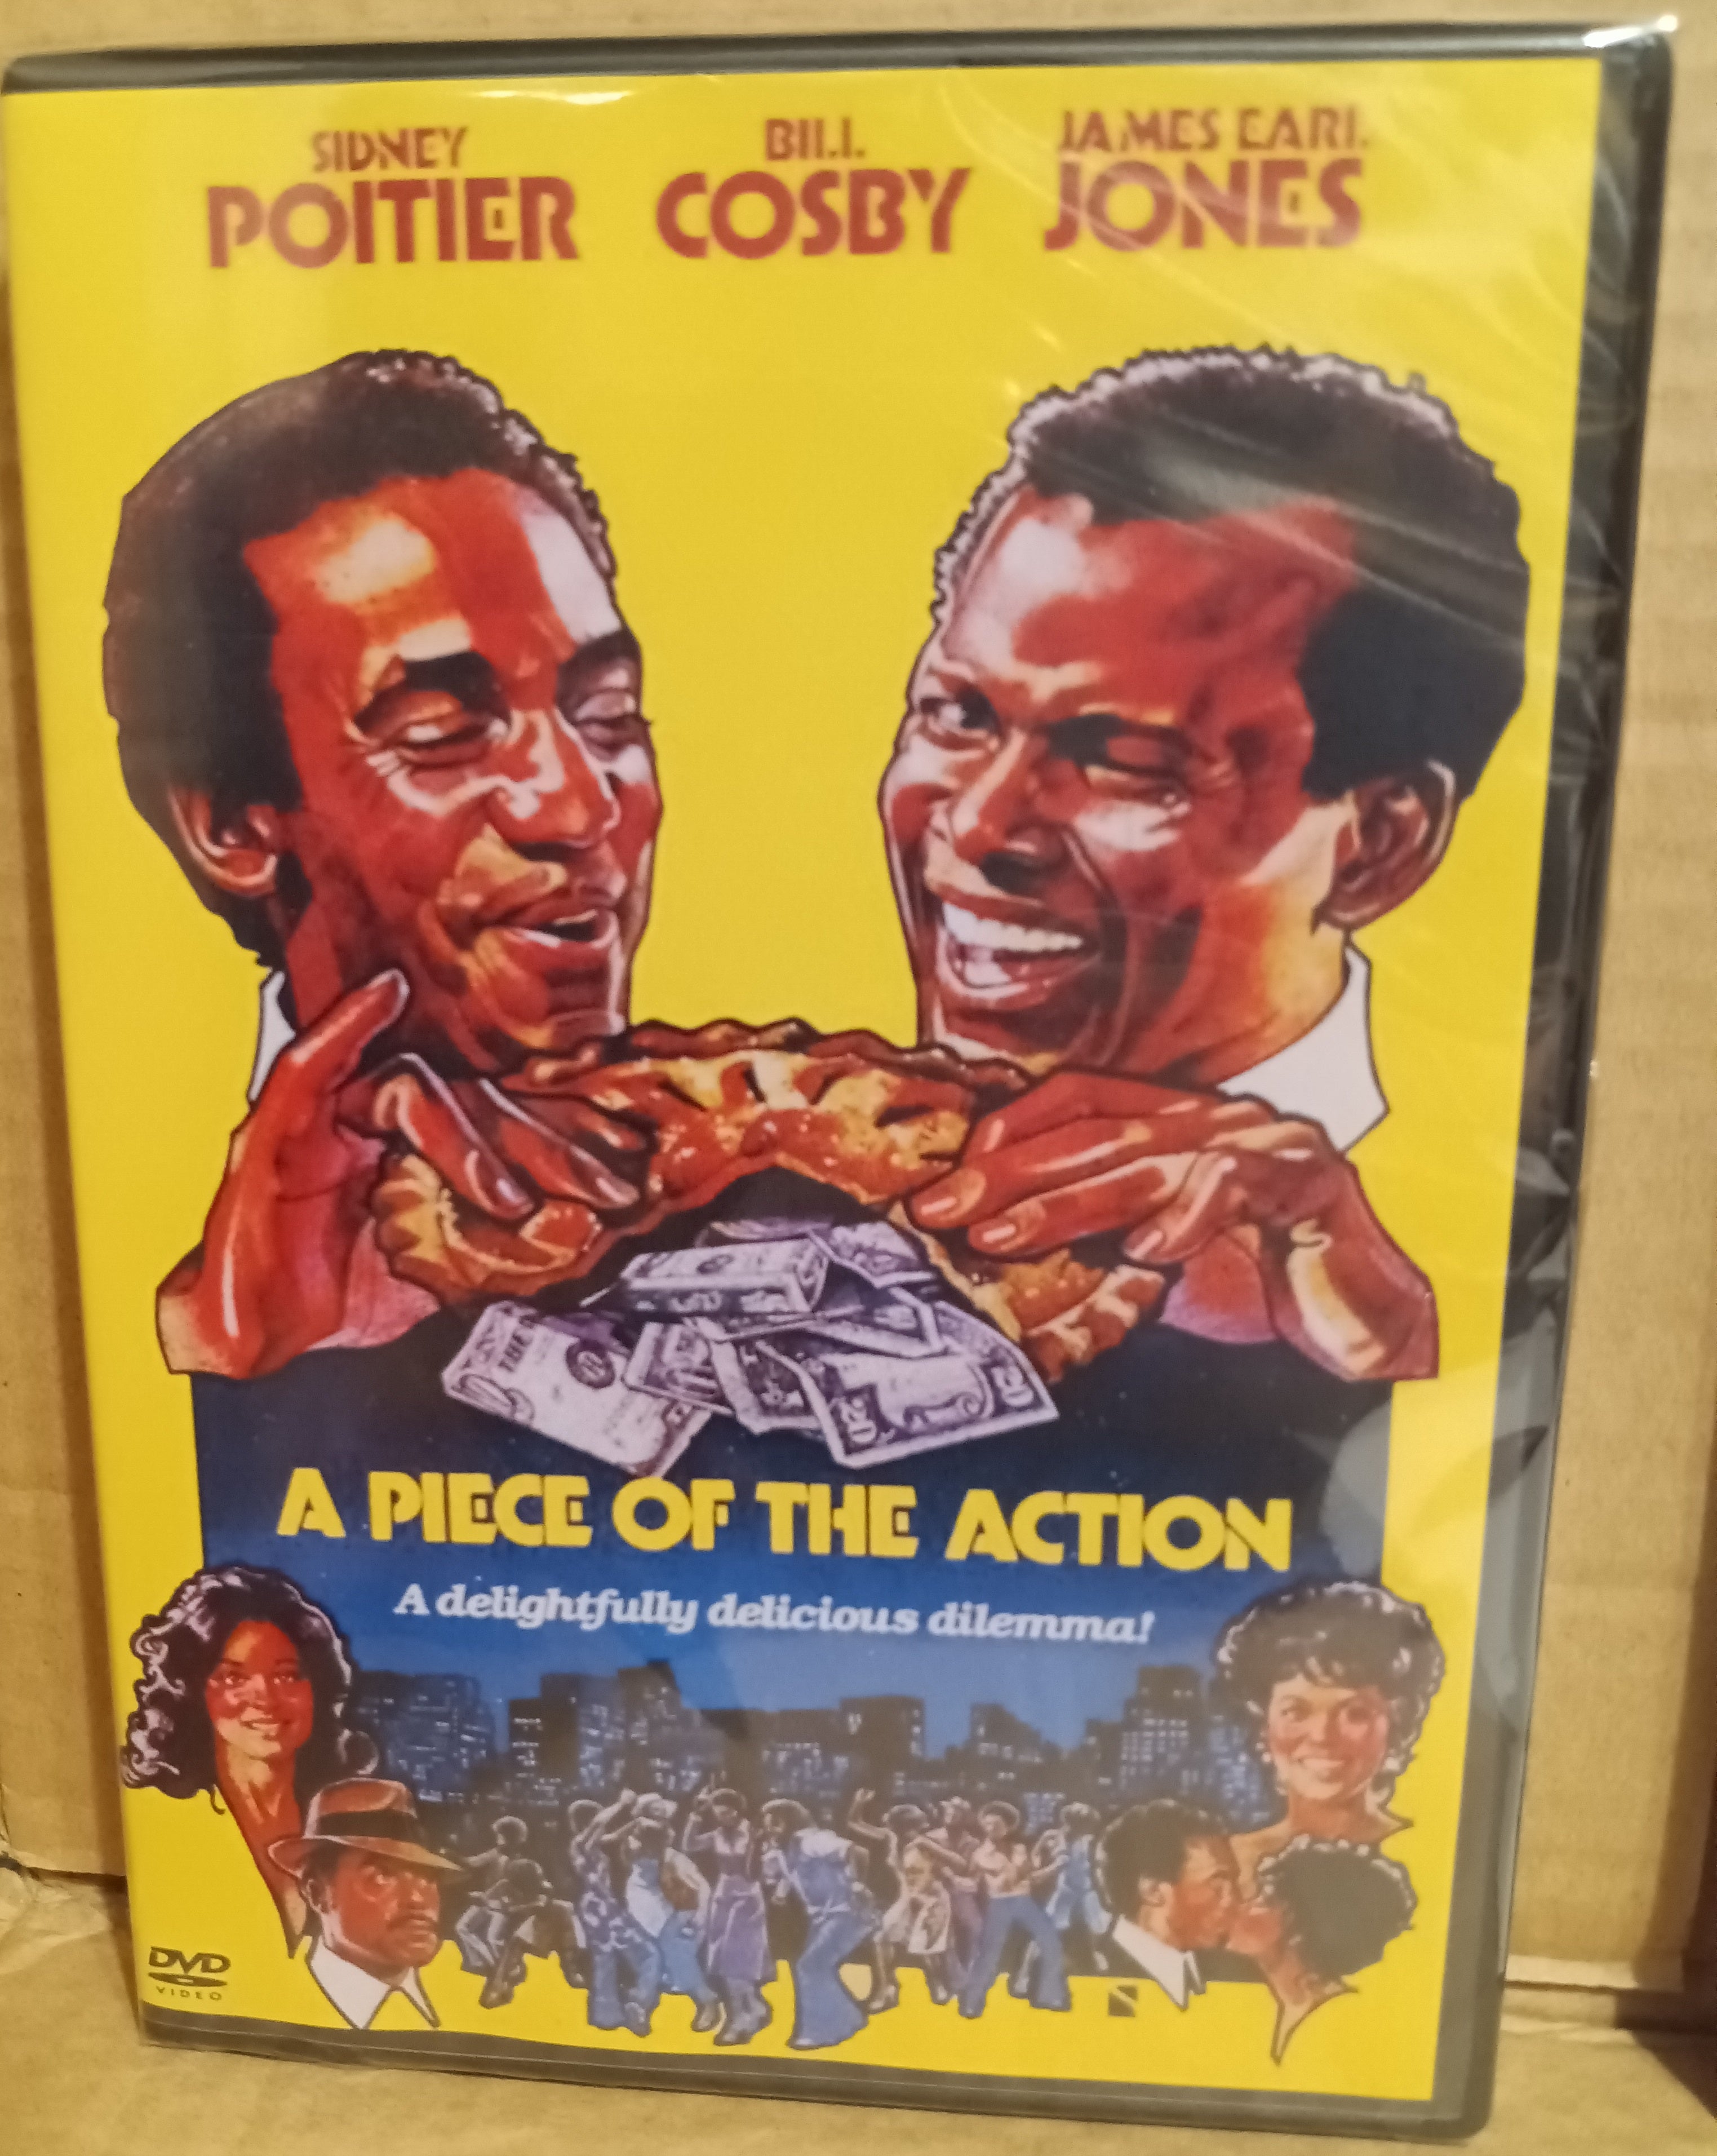 SIDNEY
POITIER
BILL
COSBY
JAMES EARL
JONES
A PIECE OF THE ACTION
A delightfully delicious dilemma!
DVD
VIDEO